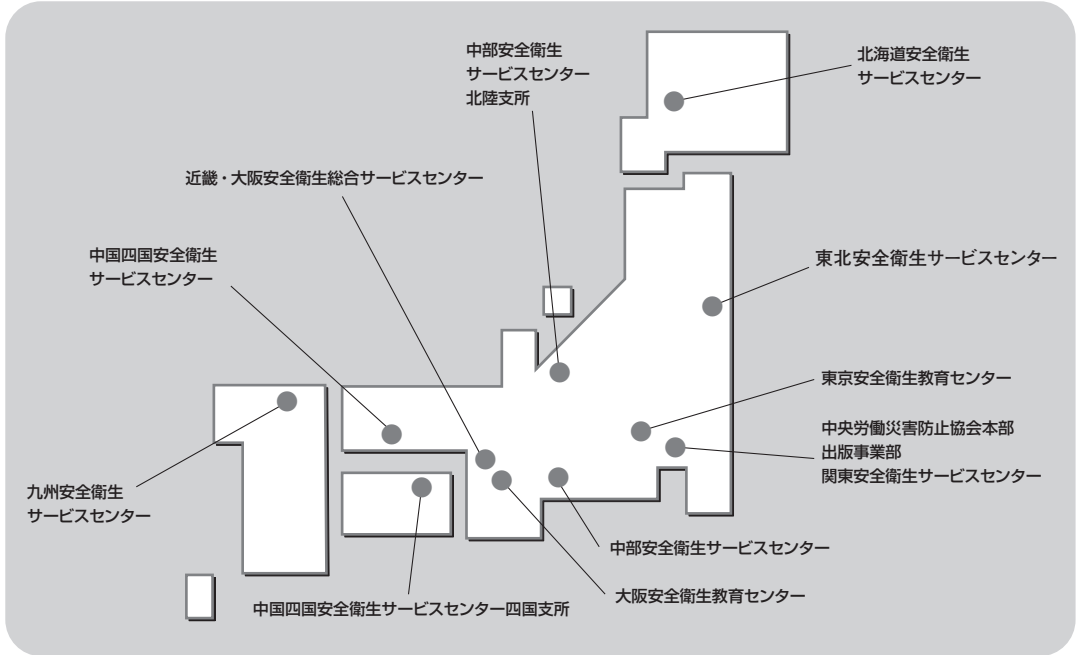 中部安全衛生
サービスセンター
北陸支所
北海道安全衛生
サービスセンター
近畿・大阪安全衛生総合サービスセンター
中国四国安全衛生
サービスセンター
東北安全衛生サービスセンター
東京安全衛生教育センター
中央労働災害防止協会本部
出版事業部
関東安全衛生サービスセンター
九州安全衛生
サービスセンター
中部安全衛生サービスセンター
大阪安全衛生教育センター
中国四国安全衛生サービスセンター四国支所